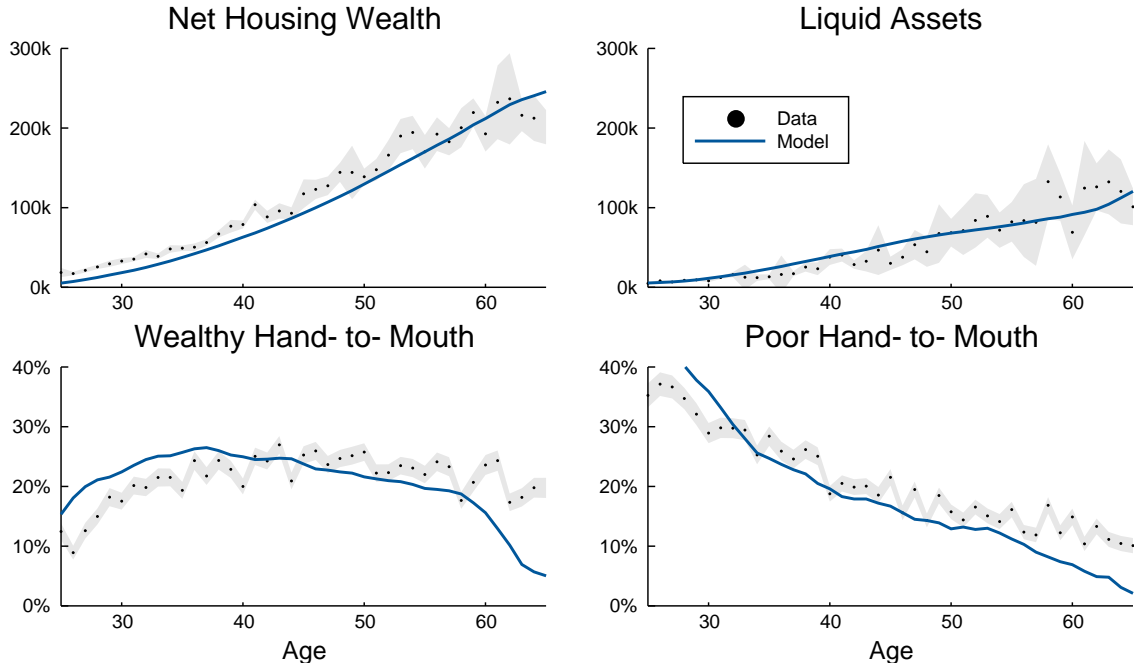 Net Housing Wealth
300k
200k
100k
0k
30 40 50 60
Liquid Assets
300k
200k
100k
0k
Data
Model
30 40 50 60
Wealthy Hand- to- Mouth
40%
30%
20%
10%
0%
30 40 50 60
Age
Poor Hand- to- Mouth
40%
30%
20%
10%
0%
30 40 50 60
Age